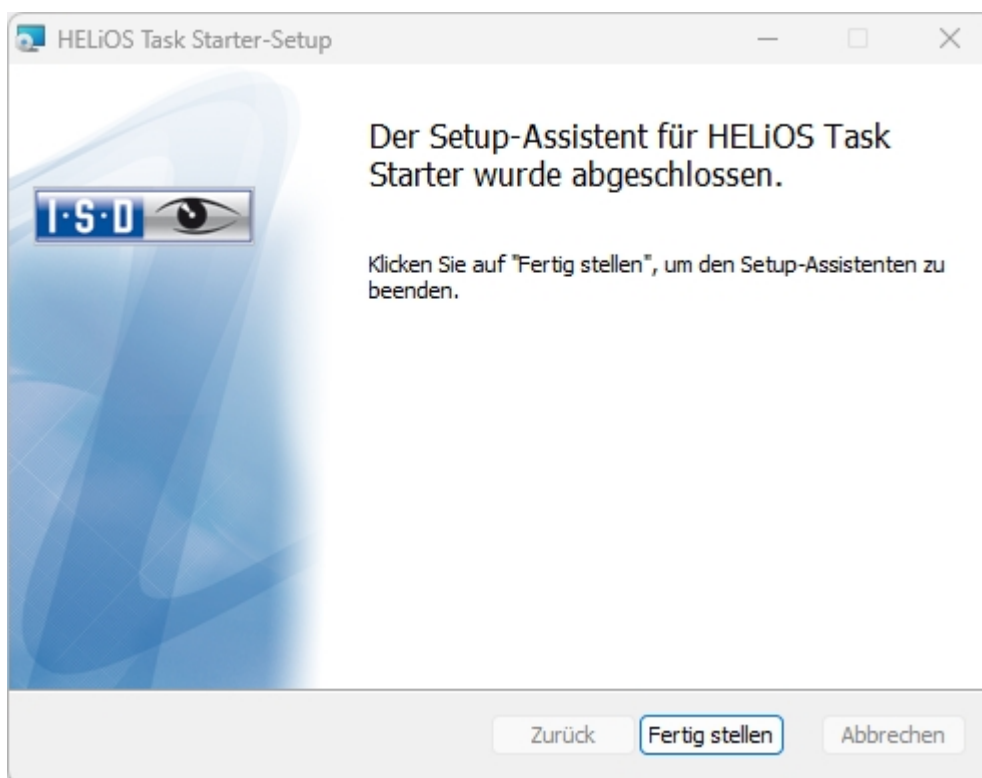 HELiOS Task Starter-Setup
Der Setup-Assistent für HELiOS Task
Starter wurde abgeschlossen.
I·S·D
Klicken Sie auf "Fertig stellen", um den Setup-Assistenten zu
beenden.
Zurück
Fertig stellen
Abbrechen